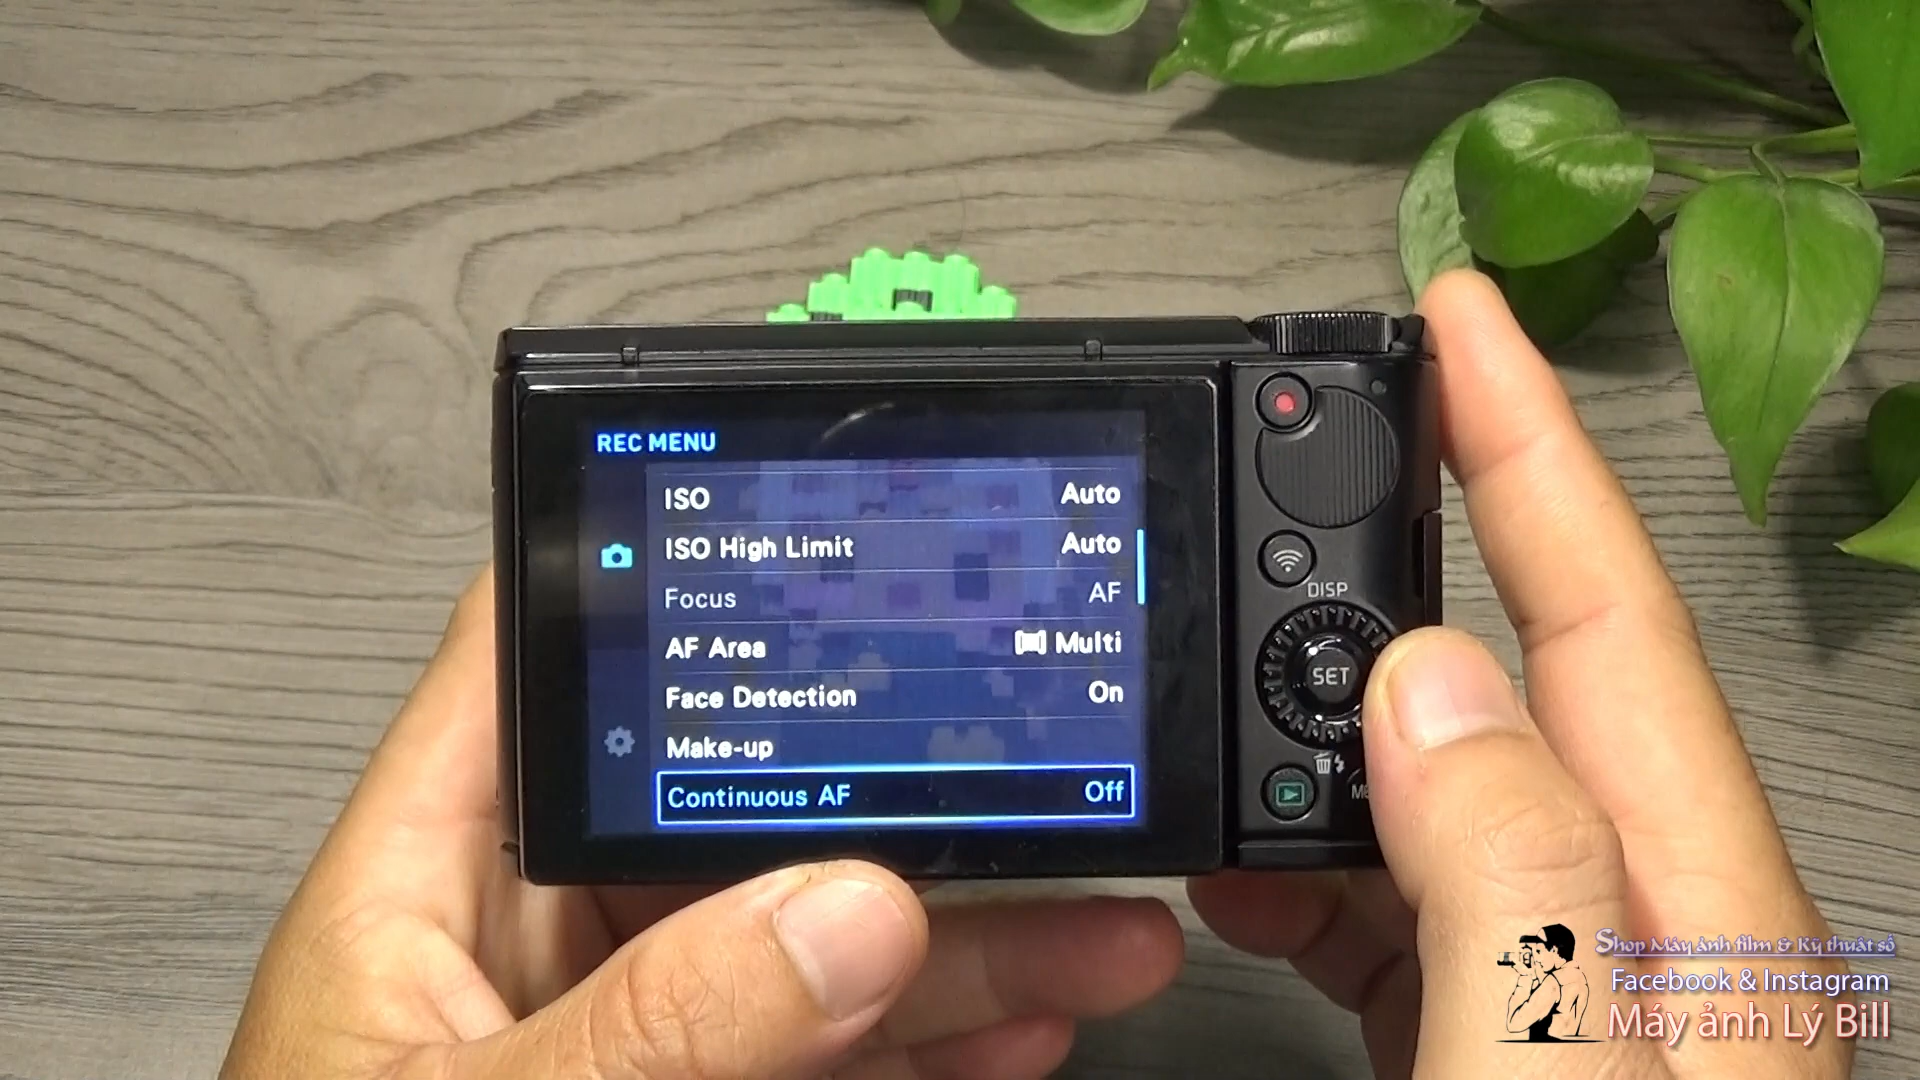 REC MENU
ISO Auto
ISO High Limit Auto
Focus AF
AF Area Multi
Face Detection On
Make-up
Continuous AF Off
DISP
SET
Shop Máy ảnh film & Kỹ thuật số
Facebook & Instagram
Máy ảnh Lý Bill